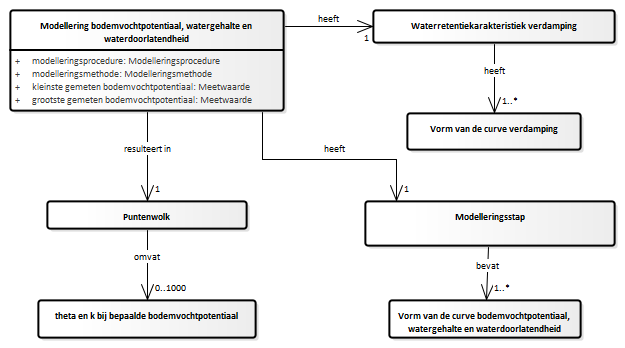 Modellering bodemvochtpotentiaal, watergehalte en
waterdoorlatendheid
+ modelleringsprocedure: Modelleringsprocedure
+ modelleringsmethode: Modelleringsmethode
+ kleinste gemeten bodemvochtpotentiaal: Meetwaarde
+ grootste gemeten bodemvochtpotentiaal: Meetwaarde
heeft
1
Waterretentiekarakteristiek verdamping
heeft
1..*
Vorm van de curve verdamping
resulteert in
1
heeft
1
Puntenwolk
Modelleringsstap
omvat
0..1000
bevat
1..*
theta en k bij bepaalde bodemvochtpotentiaal
Vorm van de curve bodemvochtpotentiaal,
watergehalte en waterdoorlatendheid